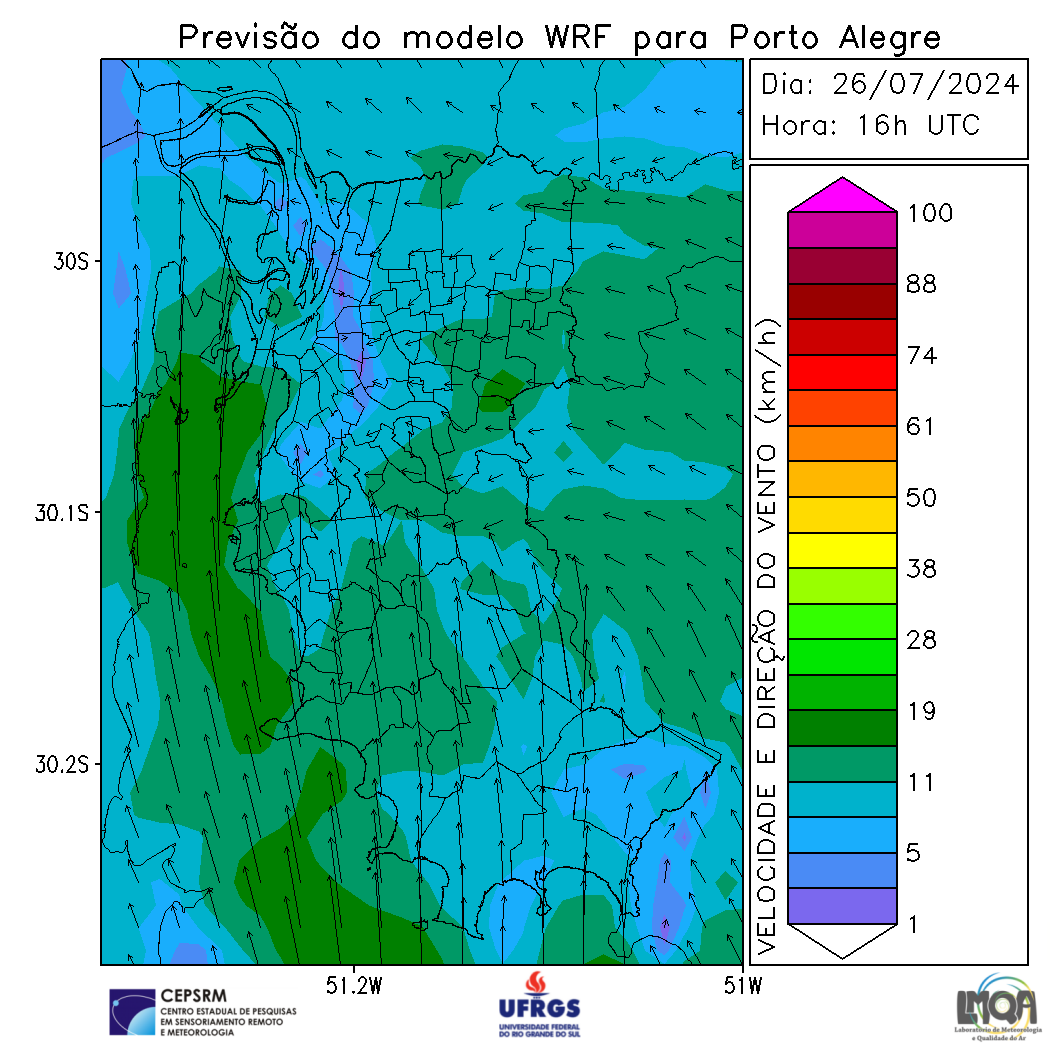 Previsão do modelo WRF para Porto Alegre
Dia: 26/07/2024
Hora: 16h UTC
30S
30.1S
30.2S
51.2W
51W
VELOCIDADE E DIREÇÃO DO VENTO (km/h)
100
88
74
61
50
38
28
19
11
5
1
CEPSRM
CENTRO ESTADUAL DE PESQUISAS
EM SENSORIAMENTO REMOTO
E METEOROLOGIA
UFRGS
UNIVERSIDADE FEDERAL
DO RIO GRANDE DO SUL
LMQA
Laboratório de Meteorologia
e Qualidade do Ar